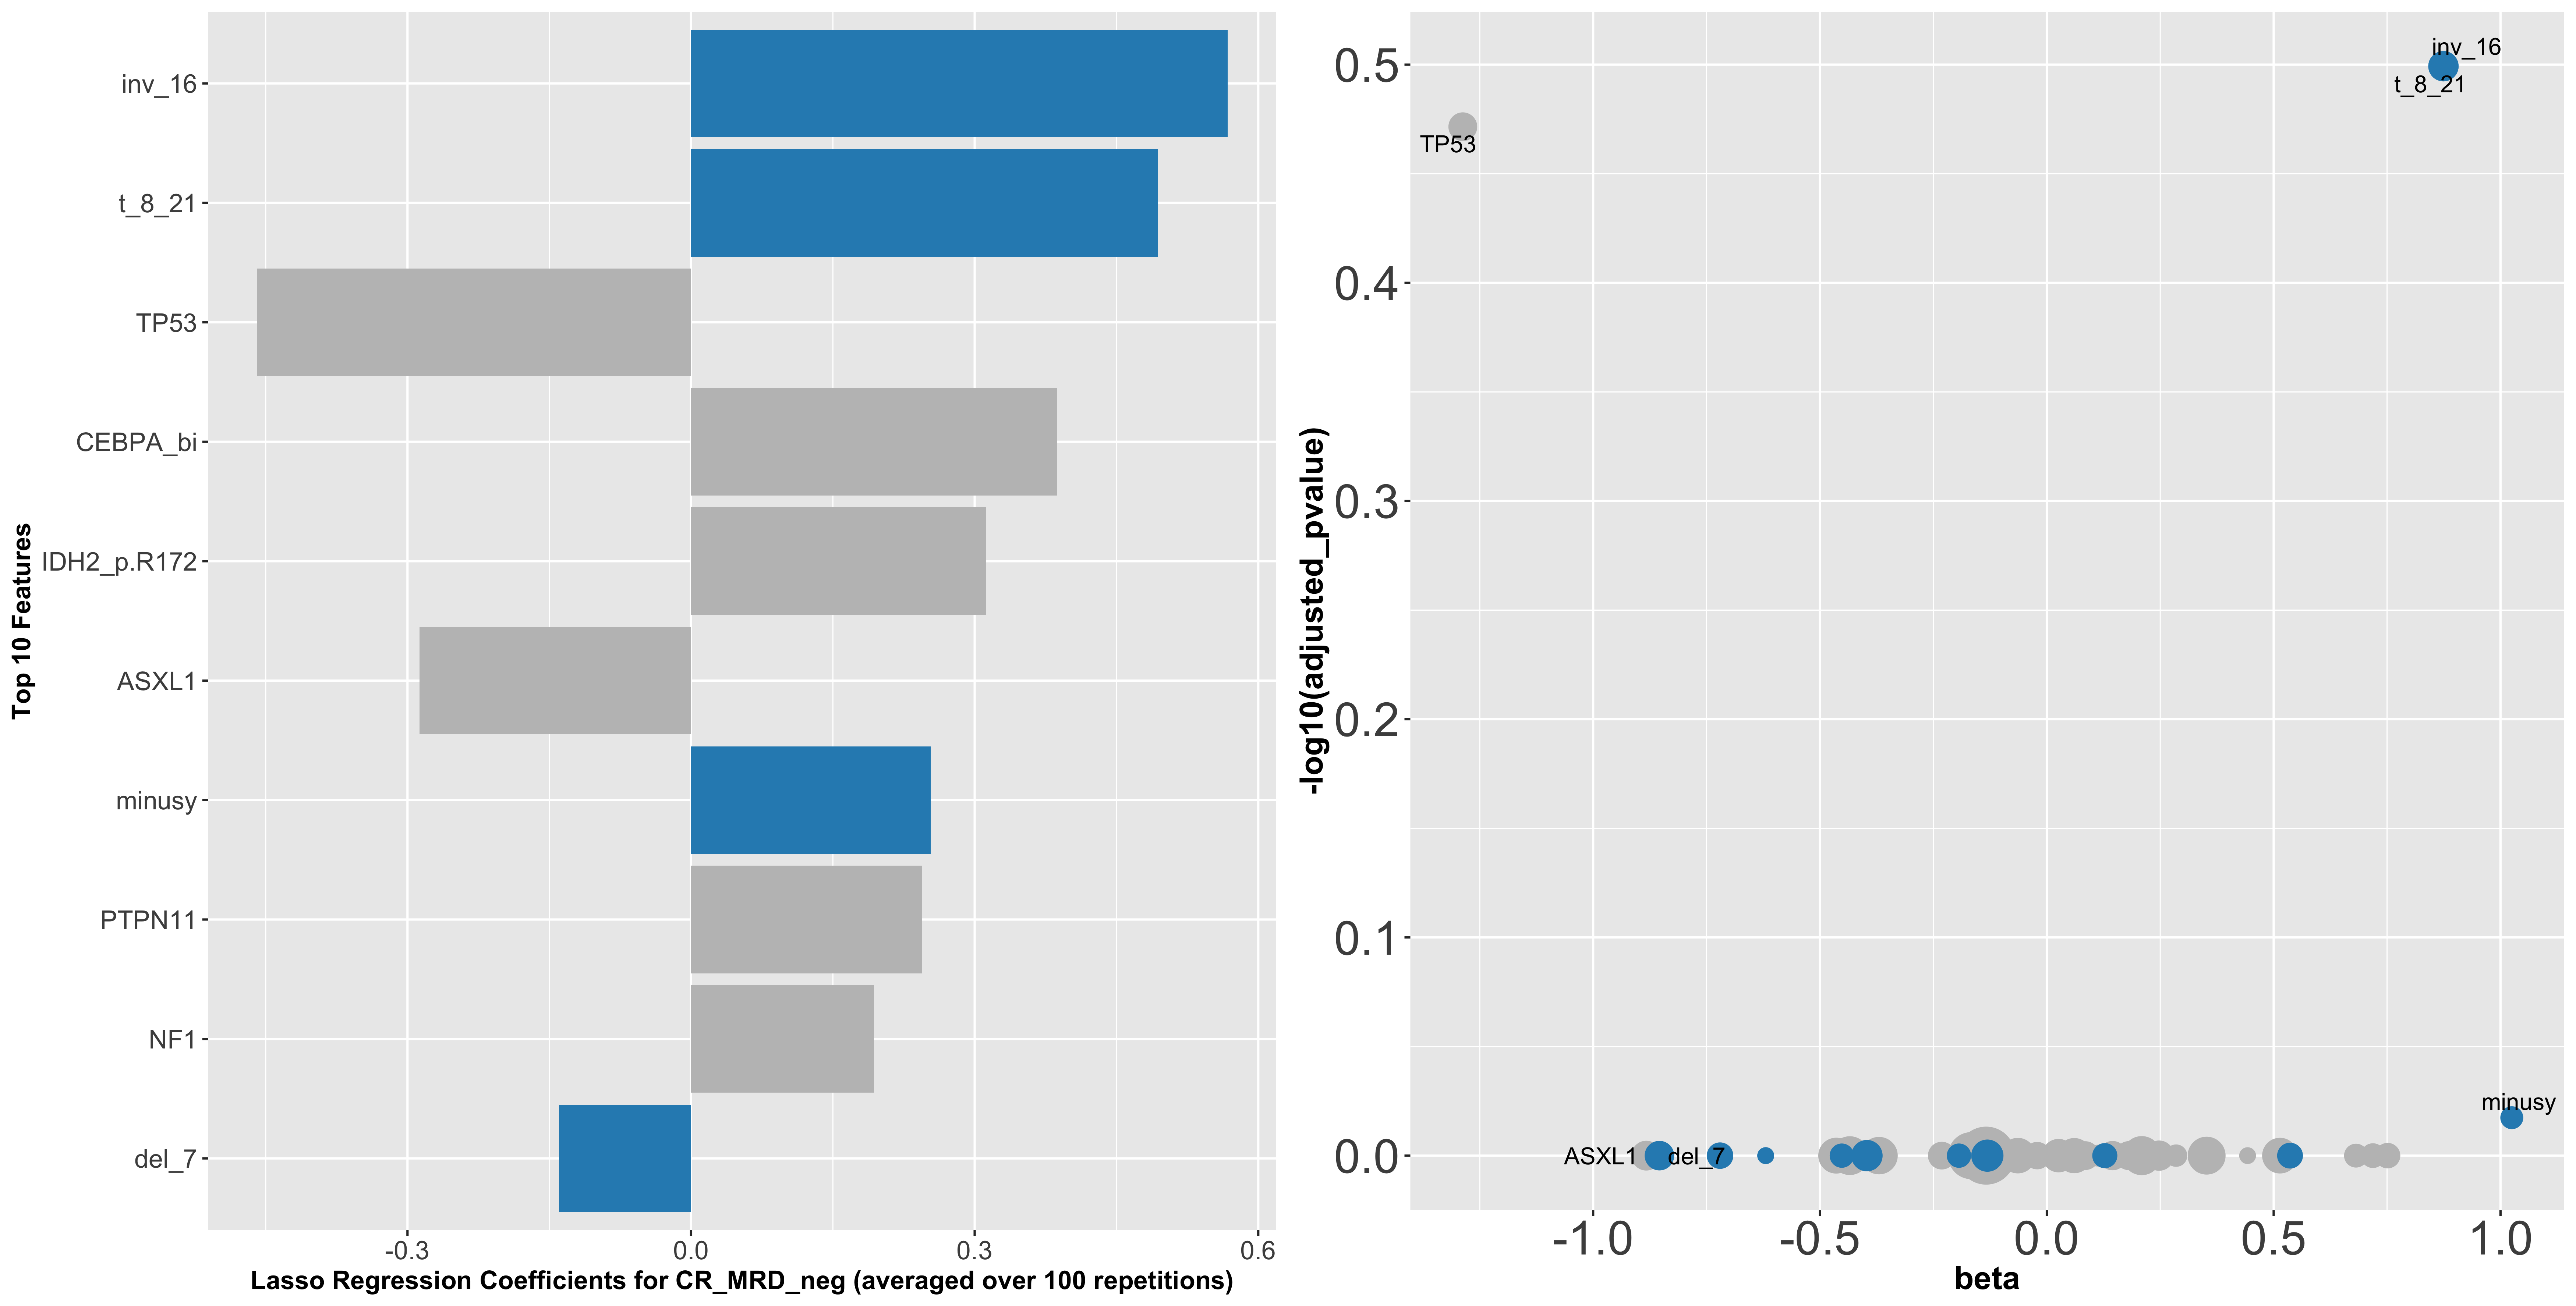 Top 10 Features
inv_16
t_8_21
TP53
CEBPA_bi
IDH2_p.R172
ASXL1
minusy
PTPN11
NF1
del_7
-0.3
0.0
0.3
0.6
Lasso Regression Coefficients for CR_MRD_neg (averaged over 100 repetitions)
-log10(adjusted_pvalue)
0.5
0.4
0.3
0.2
0.1
0.0
inv_16
t_8_21
TP53
minusy
ASXL1
del_7
-1.0
-0.5
0.0
0.5
1.0
beta